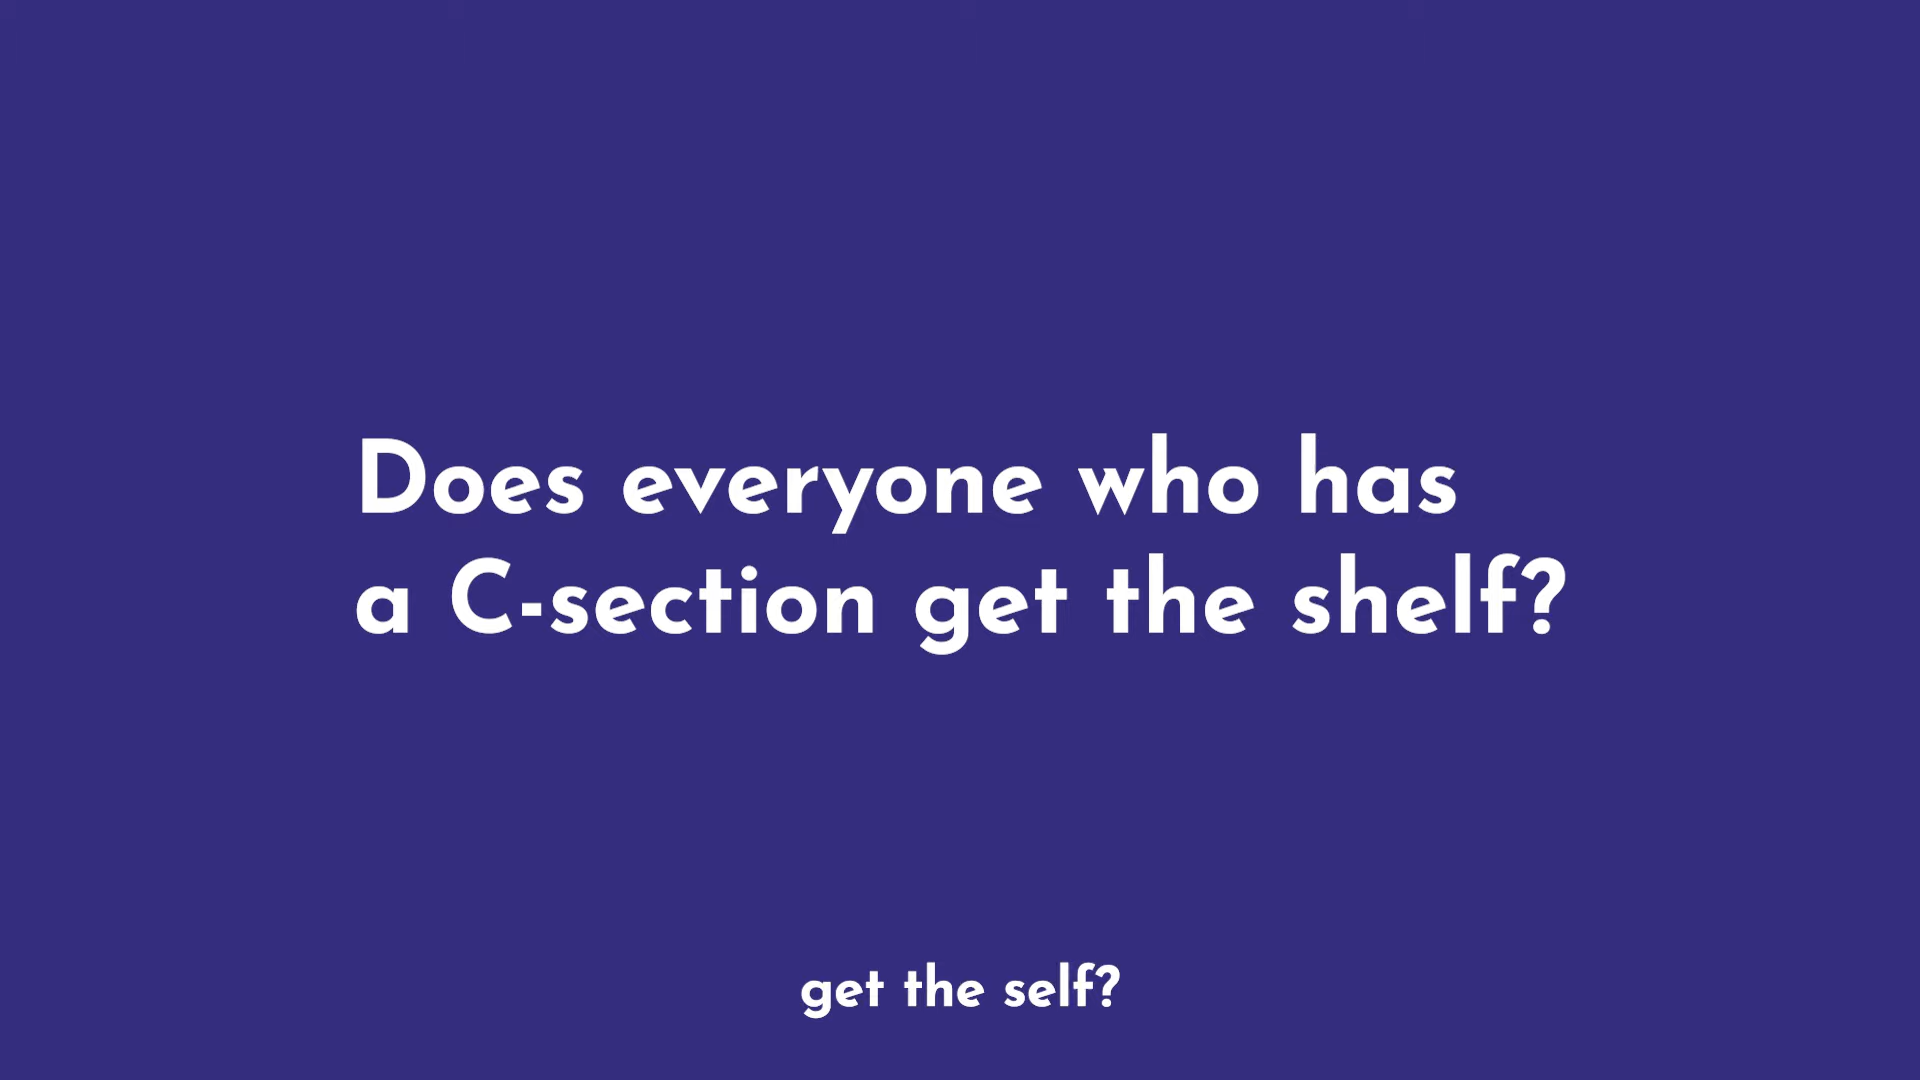 Does everyone who has
a C-section get the shelf?
get the self?